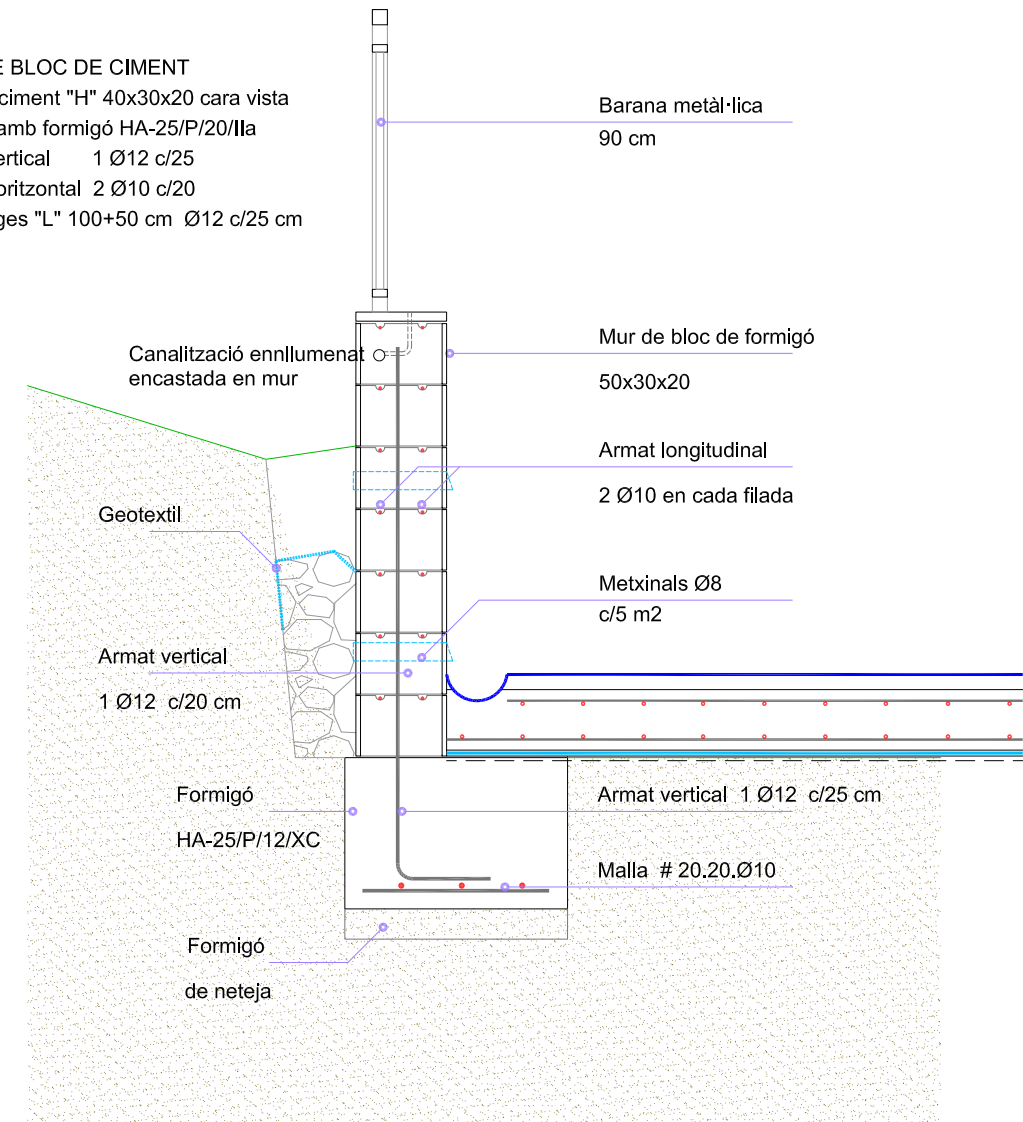 E BLOC DE CIMENT
ciment "H" 40x30x20 cara vista
amb formigó HA-25/P/20/IIa
ertical 1 Ø12 c/25
oritzontal 2 Ø10 c/20
ges "L" 100+50 cm Ø12 c/25 cm
Barana metàl·lica
90 cm
Canalització ennllumenat
encastada en mur
Mur de bloc de formigó
50x30x20
Armat longitudinal
2 Ø10 en cada filada
Geotextil
Metxinals Ø8
c/5 m2
Armat vertical
1 Ø12 c/20 cm
Formigó
HA-25/P/12/XC
Armat vertical 1 Ø12 c/25 cm
Malla # 20.20.Ø10
Formigó
de neteja